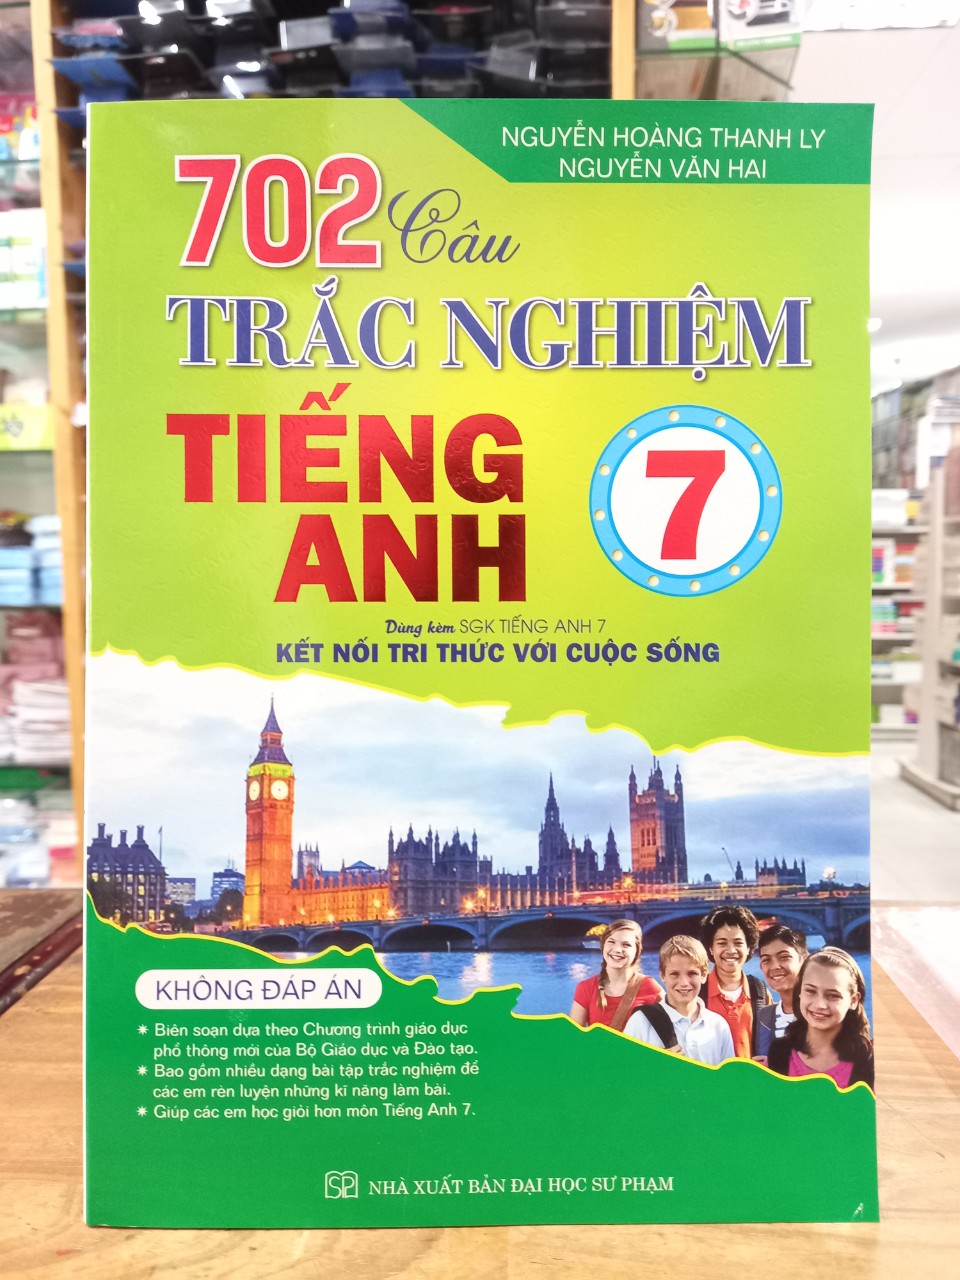 NGUYỄN HOÀNG THANH LY
NGUYỄN VĂN HAI
702 Câu
TRẮC NGHIỆM
TIẾNG
ANH
7
Dùng kèm SGK TIẾNG ANH 7
KẾT NỐI TRI THỨC VỚI CUỘC SỐNG
KHÔNG ĐÁP ÁN
* Biên soạn dựa theo Chương trình giáo dục
phổ thông mới của Bộ Giáo dục và Đào tạo.
* Bao gồm nhiều dạng bài tập trắc nghiệm để
các em rèn luyện những kĩ năng làm bài.
* Giúp các em học giỏi hơn môn Tiếng Anh 7.
SP NHÀ XUẤT BẢN ĐẠI HỌC SƯ PHẠM